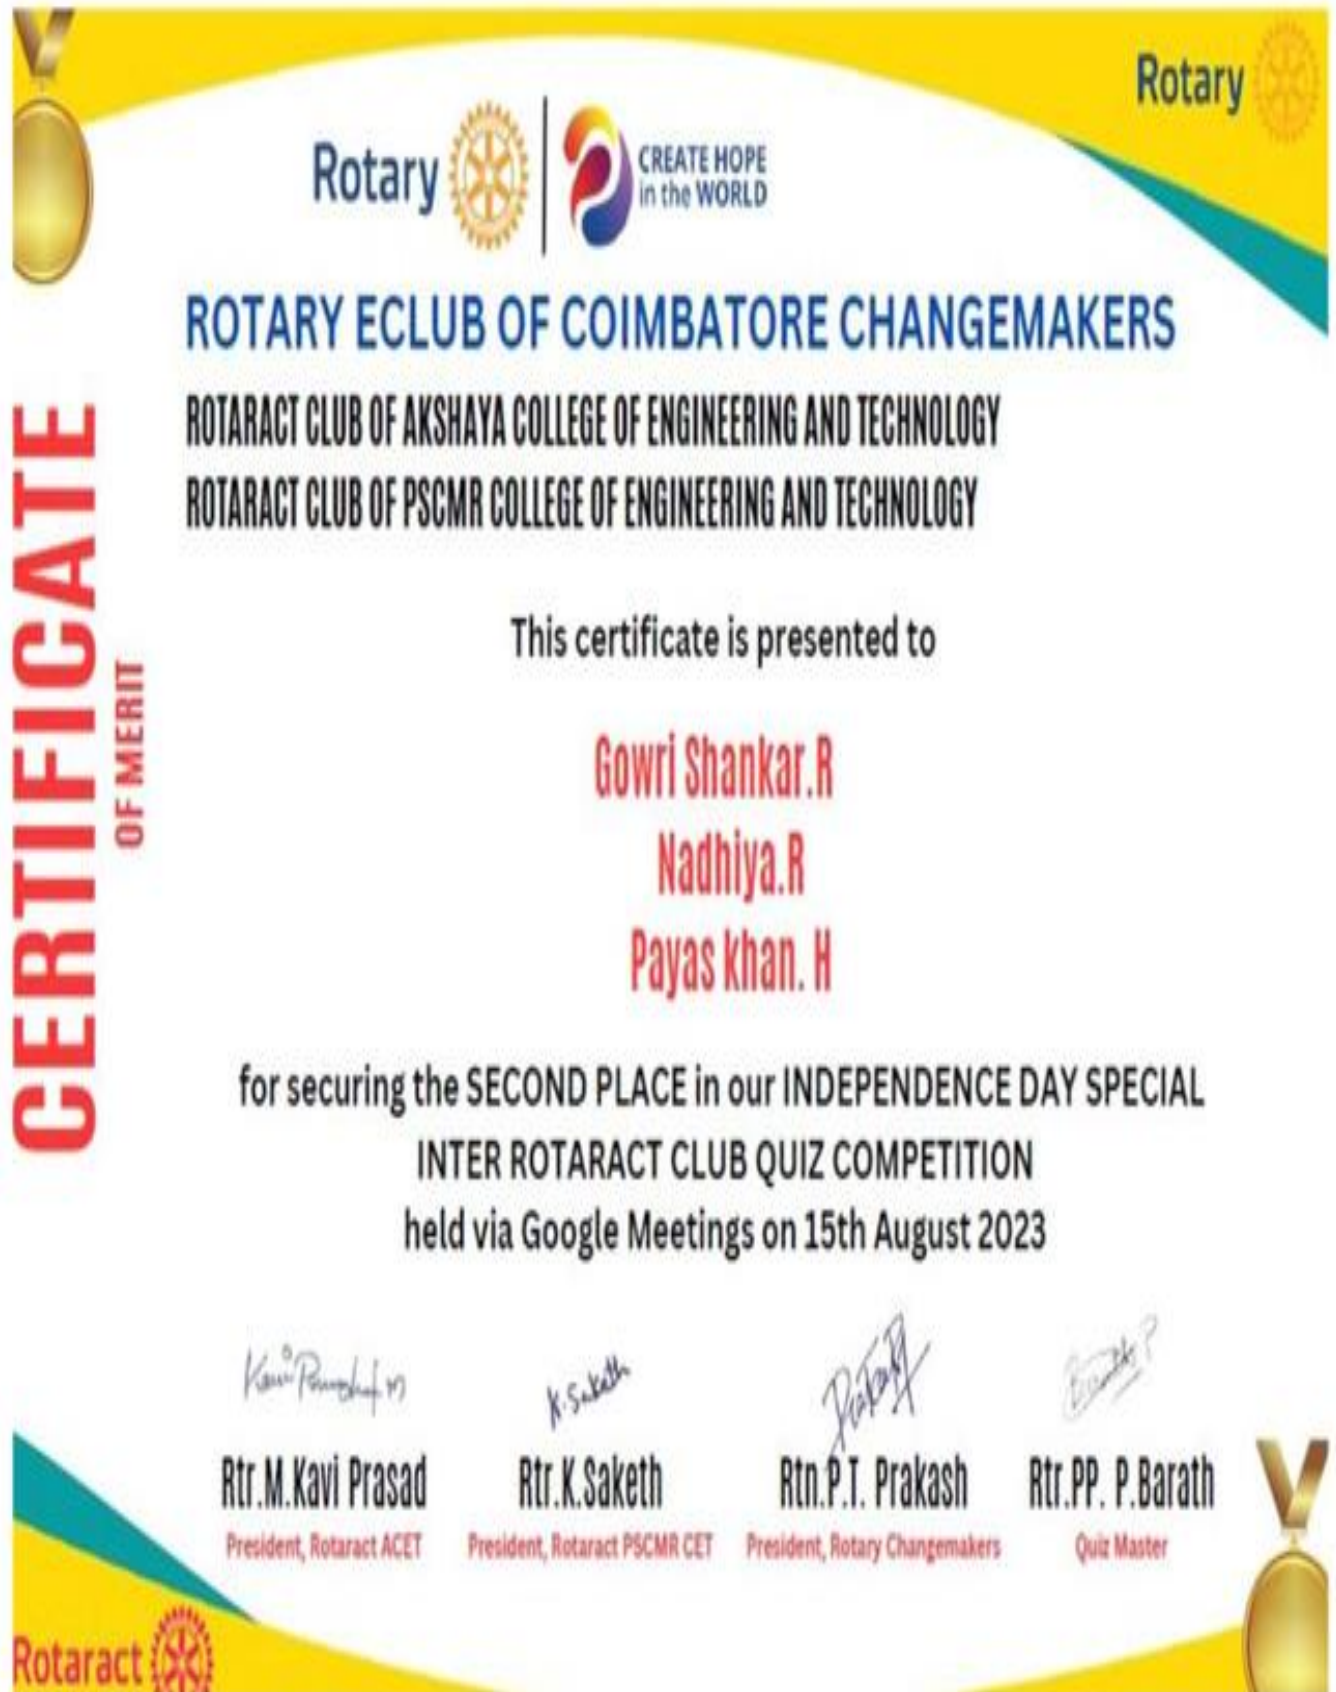 Rotary
Rotary
CREATE HOPE
in the WORLD
ROTARY ECLUB OF COIMBATORE CHANGEMAKERS
ROTARACT CLUB OF AKSHAYA COLLEGE OF ENGINEERING AND TECHNOLOGY
ROTARACT CLUB OF PSCMR COLLEGE OF ENGINEERING AND TECHNOLOGY
CERTIFICATE
OF MERIT
This certificate is presented to
Gowri Shankar.R
Nadhiya.R
Payas khan. H
for securing the SECOND PLACE in our INDEPENDENCE DAY SPECIAL
INTER ROTARACT CLUB QUIZ COMPETITION
held via Google Meetings on 15th August 2023
K. Saketh
Rtr.M.Kavi Prasad Rtr.K.Saketh Rtn.P.T. Prakash Rtr.PP. P.Barath
President, Rotaract ACET President, Rotaract PSCMR CET President, Rotary Changemakers Quiz Master
Rotaract